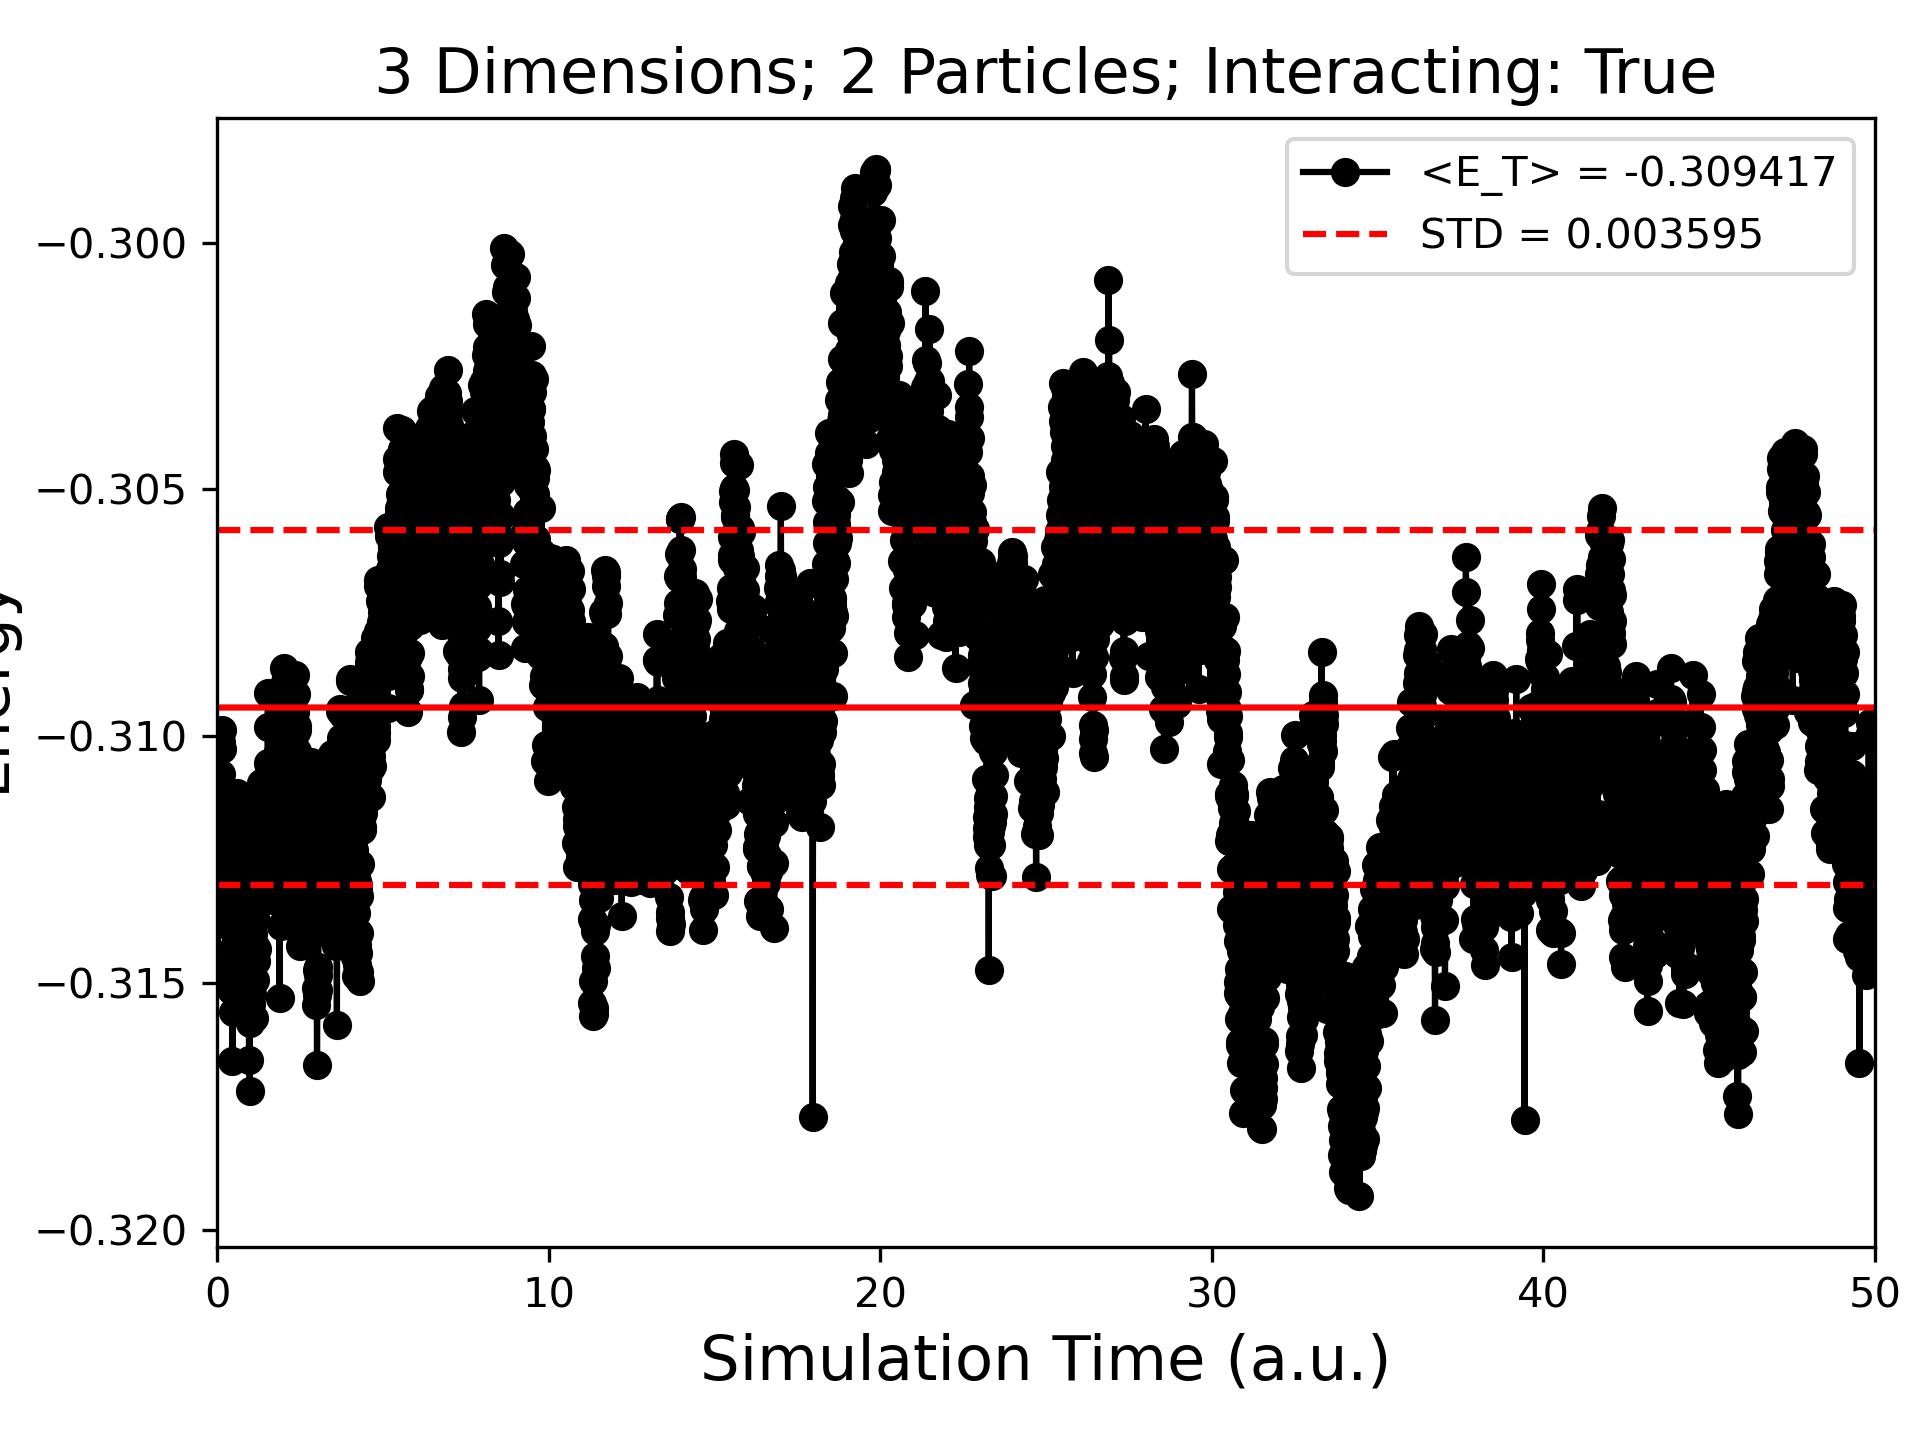 3 Dimensions; 2 Particles; Interacting: True
<E_T> = -0.309417
STD = 0.003595
−0.300
−0.305
−0.310
−0.315
−0.320
Energy
0 10 20 30 40 50
Simulation Time (a.u.)